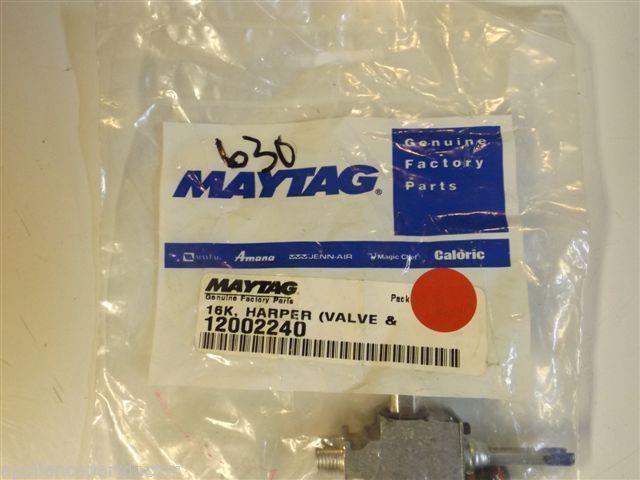 630
MAYTAG®
Genuine
Factory
Parts
MAYTAG Amana JENN-AIR Magic Chef Caloric
MAYTAG
Genuine Factory Parts
Pack
16K, HARPER (VALVE &
12002240